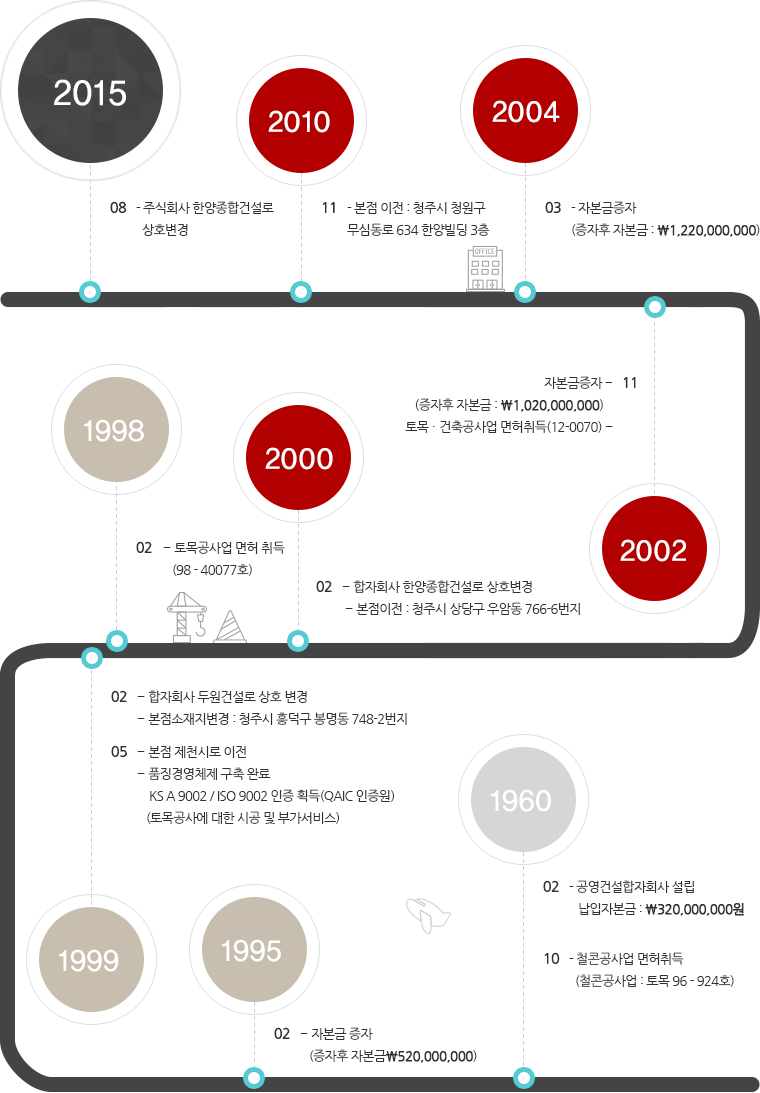 2015
08 - 주식회사 한양종합건설로
상호변경
2010
11 - 본점 이전 : 청주시 청원구
무심동로 634 한양빌딩 3층
2004
03 - 자본금증자
(증자후 자본금 : ₩1,220,000,000)
OFFICE
자본금증자 – 11
(증자후 자본금 : ₩1,020,000,000)
토목 · 건축공사업 면허취득(12-0070) –
2002
1998
02 – 토목공사업 면허 취득
(98 - 40077호)
2000
02 – 합자회사 한양종합건설로 상호변경
– 본점이전 : 청주시 상당구 우암동 766-6번지
02 – 합자회사 두원건설로 상호 변경
– 본점소재지변경 : 청주시 흥덕구 봉명동 748-2번지
05 – 본점 제천시로 이전
– 품징경영체제 구축 완료
KS A 9002 / ISO 9002 인증 획득(QAIC 인증원)
(토목공사에 대한 시공 및 부가서비스)
1999
1995
02 – 자본금 증자
(증자후 자본금₩520,000,000)
1960
02 - 공영건설합자회사 설립
납입자본금 : ₩320,000,000원
10 - 철콘공사업 면허취득
(철콘공사업 : 토목 96 - 924호)